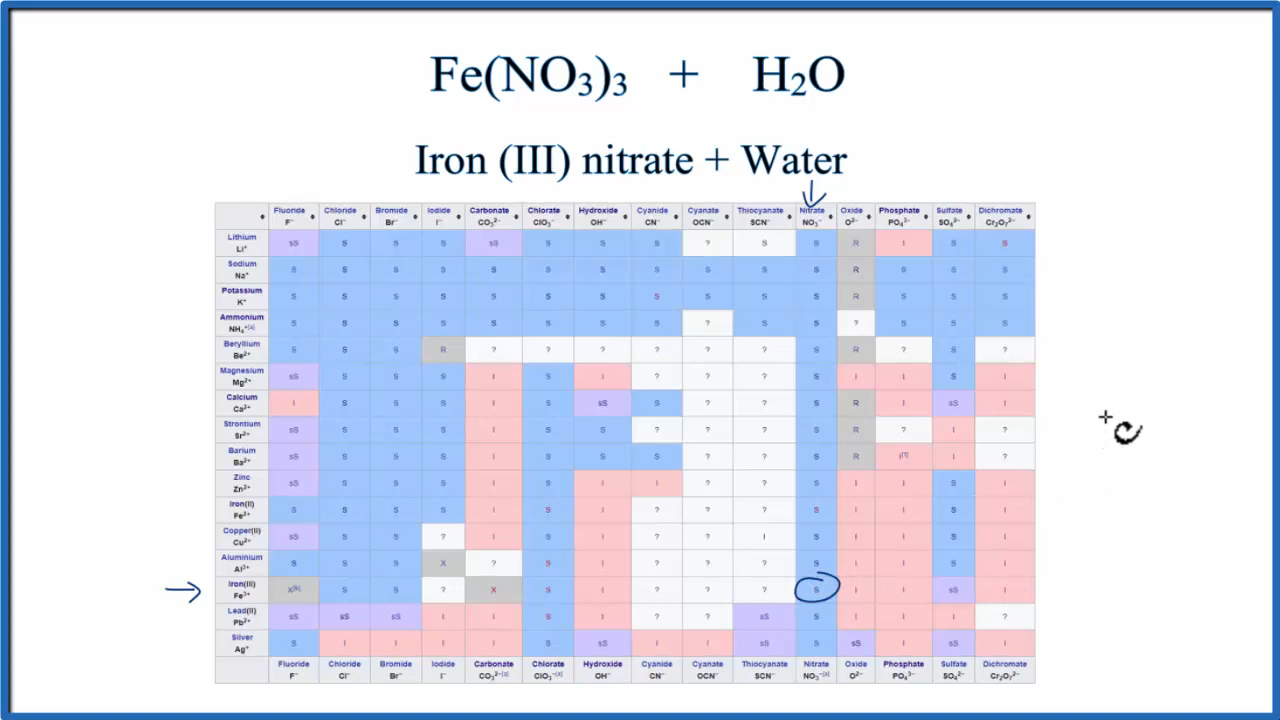 Fe(NO₃)₃ + H₂O
Iron (III) nitrate + Water
Fluoride Chloride Bromide Iodide Carbonate Chlorate Hydroxide Cyanide Cyanate Thiocyanate Nitrate Oxide Phosphate Sulfate Dichromate
F⁻ Cl⁻ Br⁻ I⁻ CO₃²⁻ ClO₃⁻ OH⁻ CN⁻ OCN⁻ SCN⁻ NO₃⁻ O²⁻ PO₄³⁻ SO₄²⁻ Cr₂O₇²⁻
Lithium
Li⁺ sS S S S sS S S S ? S S R I S S
Sodium
Na⁺ S S S S S S S S S S S R S S S
Potassium
K⁺ S S S S S S S S S S S R S S S
Ammonium
NH₄⁺[a] S S S S S S S S ? S S ? S S S
Beryllium
Be²⁺ S S S R ? ? ? ? ? ? S R ? S ?
Magnesium
Mg²⁺ sS S S S I S I ? ? ? S I I S I
Calcium
Ca²⁺ I S S S I S sS S ? ? S R I sS I
Strontium
Sr²⁺ sS S S S I S S ? ? ? S R ? I ?
Barium
Ba²⁺ sS S S S I S S S ? ? S R I[1] I ?
Zinc
Zn²⁺ sS S S S I S I I ? ? S I I S I
Iron(II)
Fe²⁺ S S S S I S I ? ? ? S I I S I
Copper(II)
Cu²⁺ sS S S ? I S I ? ? I S I I S I
Aluminium
Al³⁺ S S S X ? S I ? ? ? S I I S I
Iron(III)
Fe³⁺ S S ? X S I ? ? ? S I I sS I
Lead(II)
Pb²⁺ sS sS sS I I S I ? ? sS S I I I ?
Silver
Ag⁺ S I I I I S sS I I sS S sS I sS I
Fluoride Chloride Bromide Iodide Carbonate Chlorate Hydroxide Cyanide Cyanate Thiocyanate Nitrate Oxide Phosphate Sulfate Dichromate
F⁻ Cl⁻ Br⁻ I⁻ CO₃²⁻[a] ClO₃⁻[a] OH⁻ CN⁻ OCN⁻ SCN⁻ NO₃⁻[a] O²⁻ PO₄³⁻ SO₄²⁻ Cr₂O₇²⁻